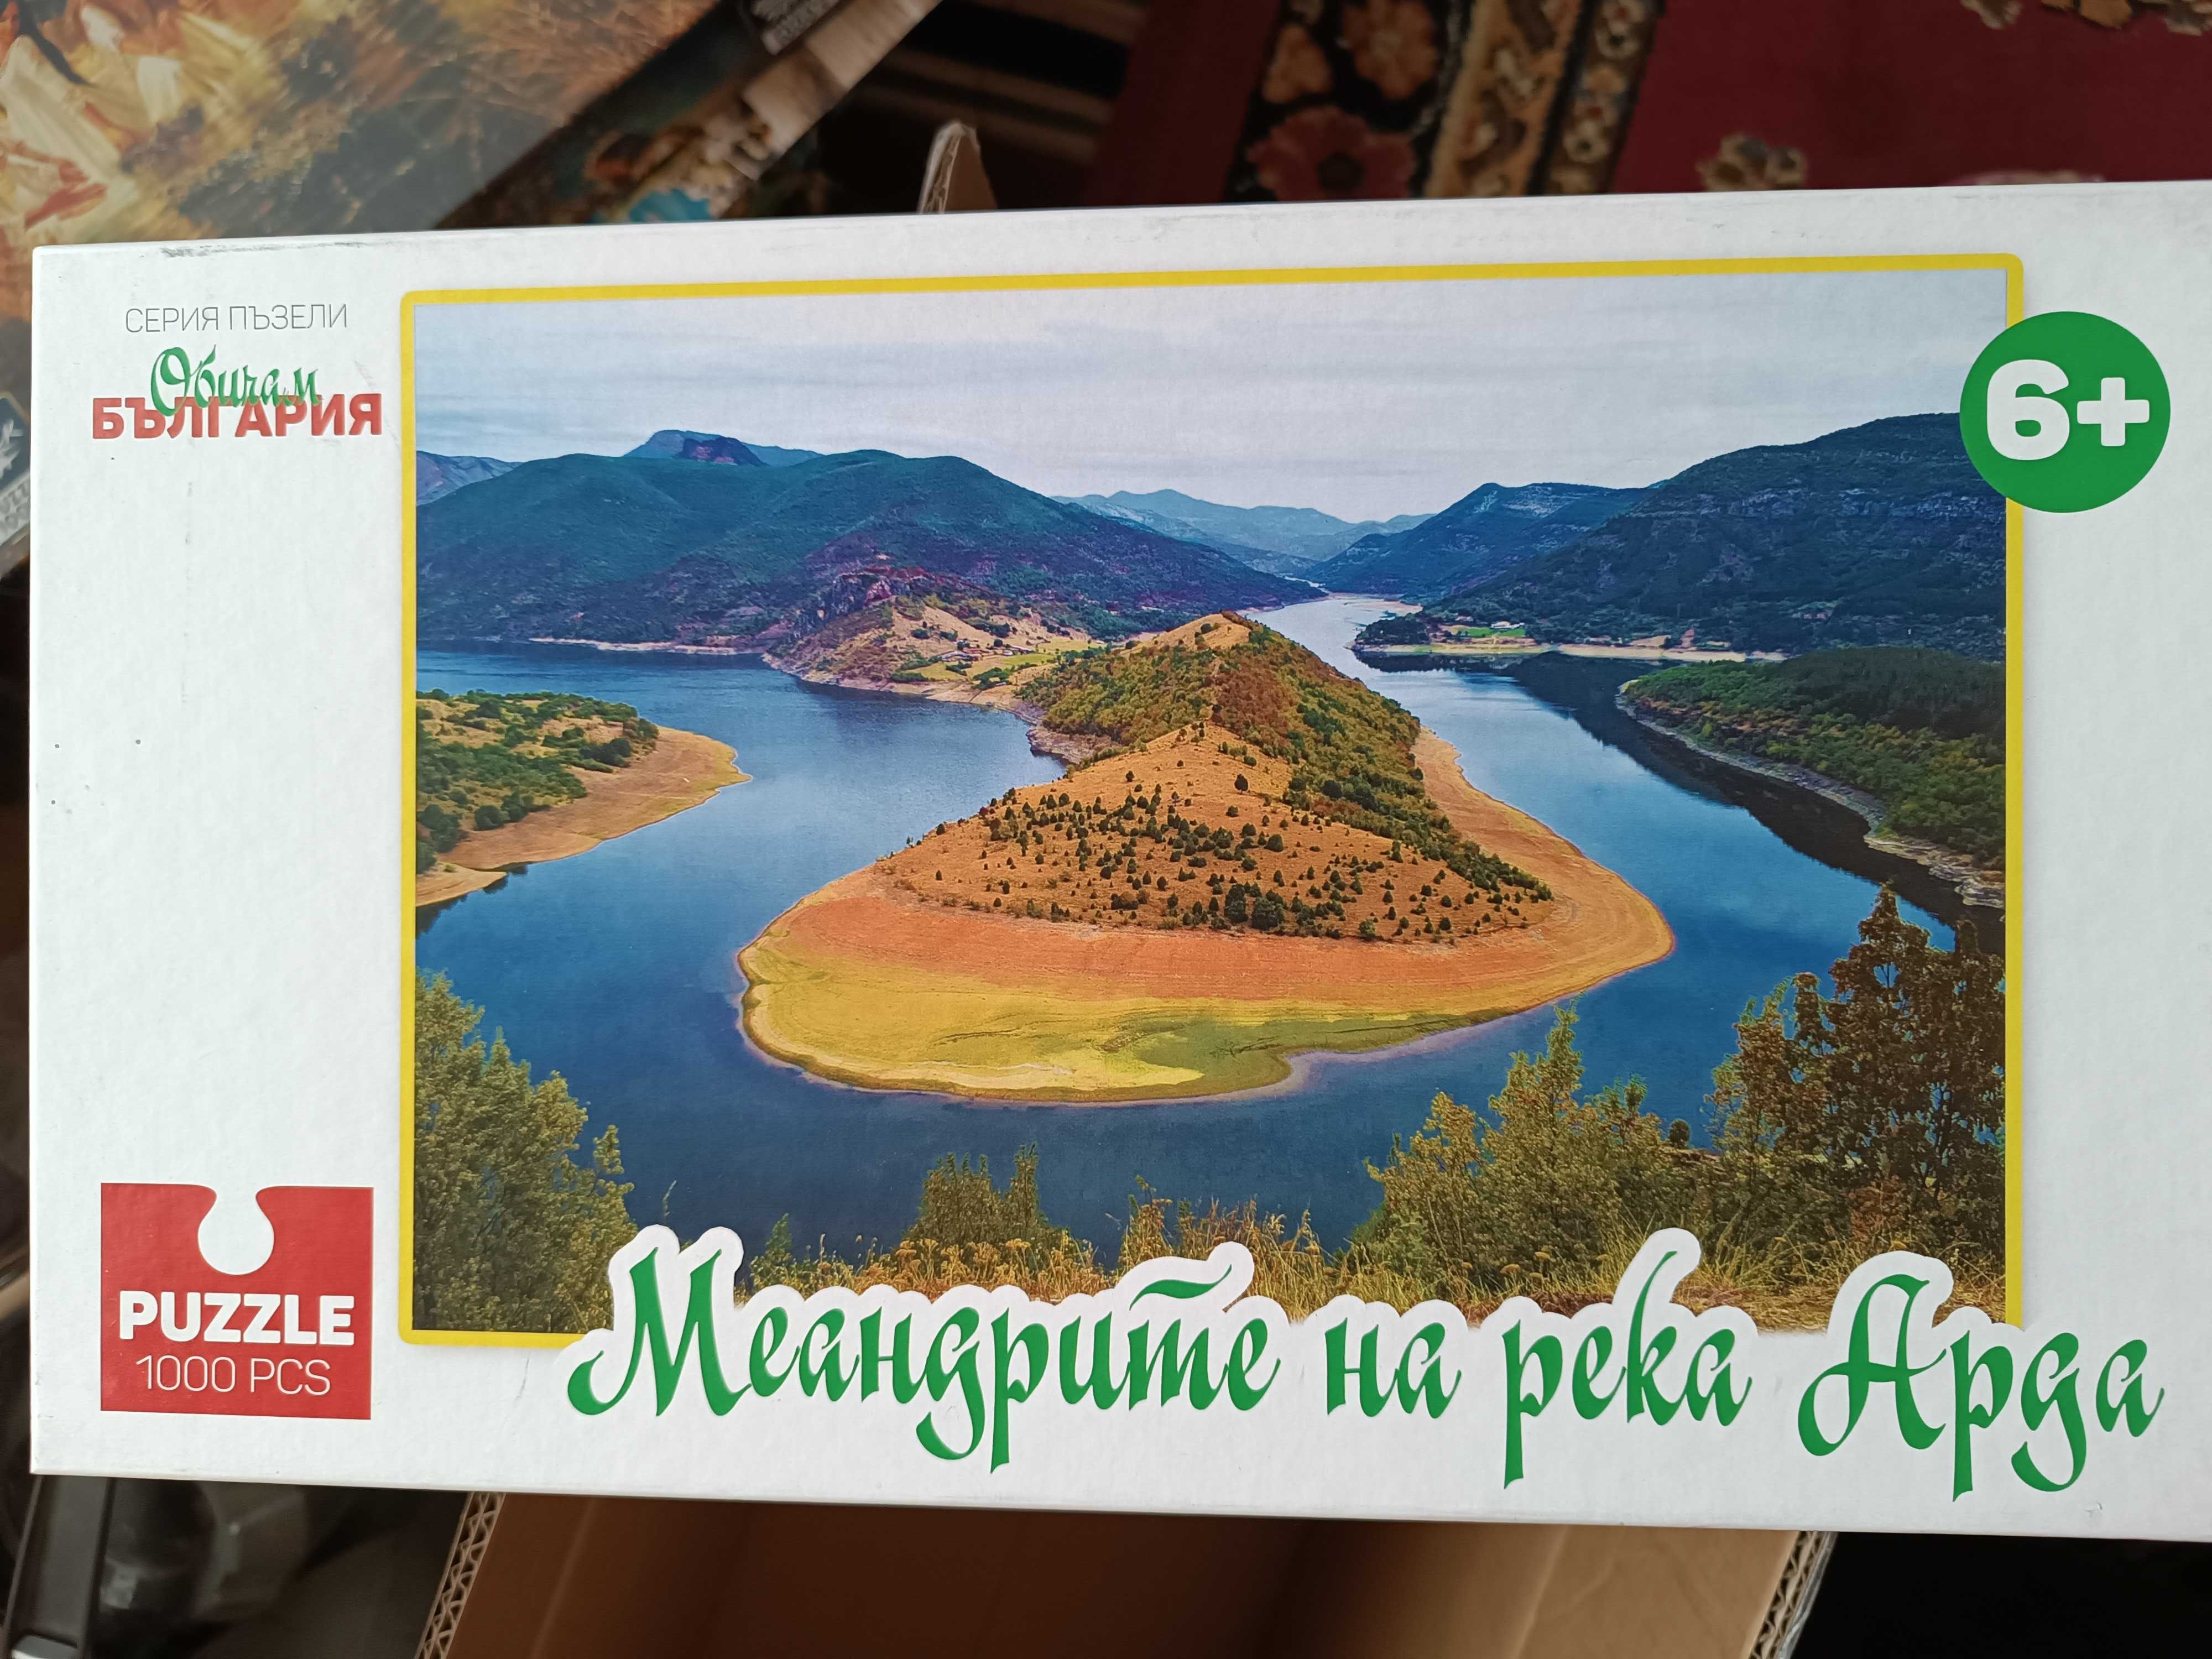 СЕРИЯ ПЪЗЕЛИ
Обичам
БЪЛГАРИЯ
6+
PUZZLE
1000 PCS
Меандрите на река Арда